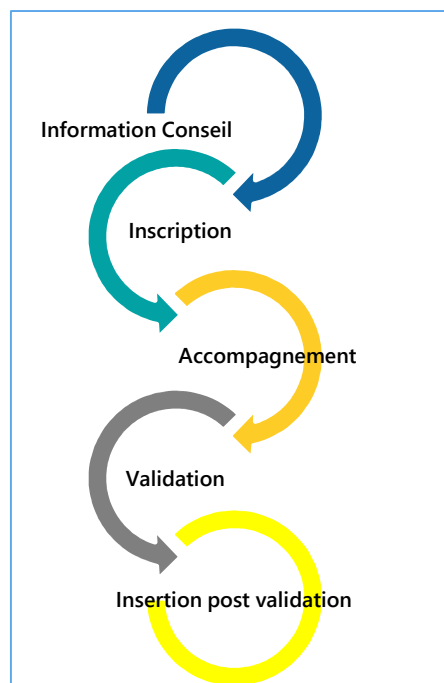 Information Conseil
Inscription
Accompagnement
Validation
Insertion post validation